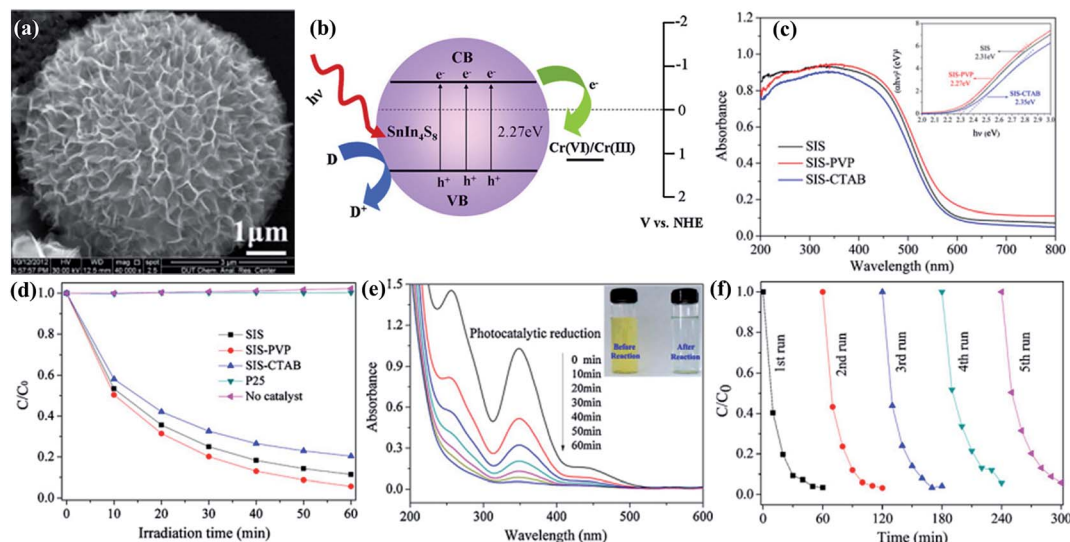 (a)
1μm
10/12/2012
HV
WD
mag
spot
3 μm
3:57:57 PM
30.00 kV
12.5 mm
40 000 x
2.5
DUT Chem. Anal. Res. Center
(b)
hν
CB
e⁻ e⁻ e⁻
SnIn₄S₈
2.27eV
D
D⁺
h⁺ h⁺ h⁺
VB
e⁻
Cr(VI)/Cr(III)
-2
-1
0
1
2
V vs. NHE
(c)
Absorbance
1.2
1.0
0.8
0.6
0.4
0.2
0.0
200 300 400 500 600 700 800
Wavelength (nm)
SIS
SIS-PVP
SIS-CTAB
(αhν)² (eV)²
SIS
2.31eV
SIS-PVP
2.27eV
SIS-CTAB
2.35eV
2.0 2.2 2.4 2.6 2.8 3.0
hν (eV)
(d)
C/C₀
1.0
0.8
0.6
0.4
0.2
0.0
SIS
SIS-PVP
SIS-CTAB
P25
No catalyst
0 10 20 30 40 50 60
Irradiation time (min)
(e)
Absorbance
1.5
1.2
0.9
0.6
0.3
0.0
Photocatalytic reduction
0 min
10min
20min
30min
40min
50min
60min
Before
Reaction
After
Reaction
200 300 400 500 600
Wavelength (nm)
(f)
C/C₀
1.0
0.8
0.6
0.4
0.2
0.0
1st run
2nd run
3rd run
4th run
5th run
0 60 120 180 240 300
Time (min)